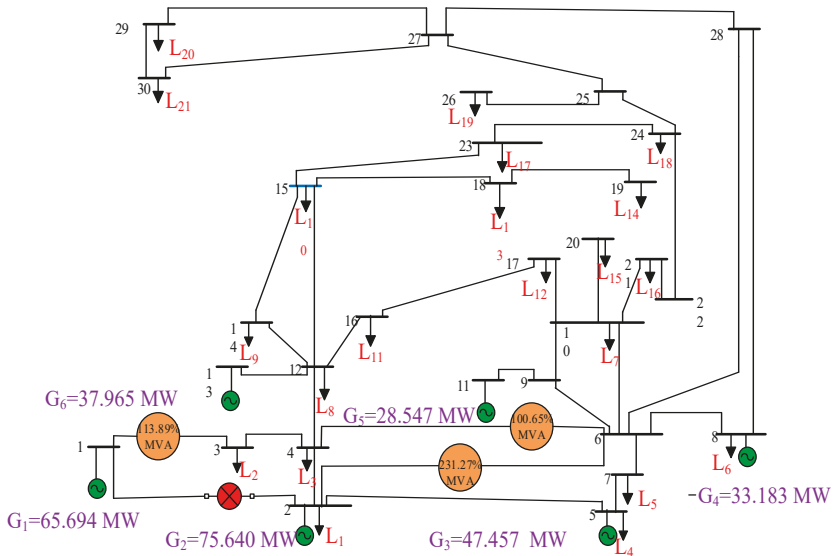 29
L20
27
28
30
L21
26
L19
25
23
L17
24
L18
15
L1
0
18
L1
3
19
L14
20
L15
2
1
L16
2
2
17
L12
16
L11
1
4
L9
1
0
L7
1
3
12
L8
11
9
G6=37.965 MW
G5=28.547 MW
113.89%
MVA
100.65%
MVA
231.27%
MVA
1
3
L2
4
L3
6
8
L6
7
L5
G1=65.694 MW
2
L1
G2=75.640 MW
G3=47.457 MW
5
L4
G4=33.183 MW